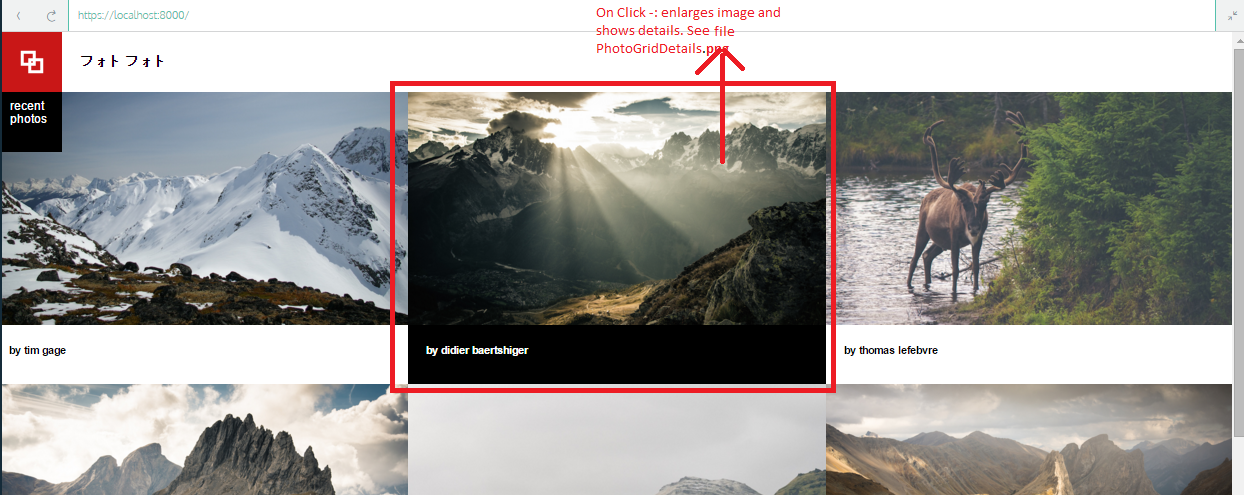 https://localhost:8000/
On Click -: enlarges image and
shows details. See file
PhotoGridDetails.png
フォト フォト
recent
photos
by tim gage
by didier baertshiger
by thomas lefebvre